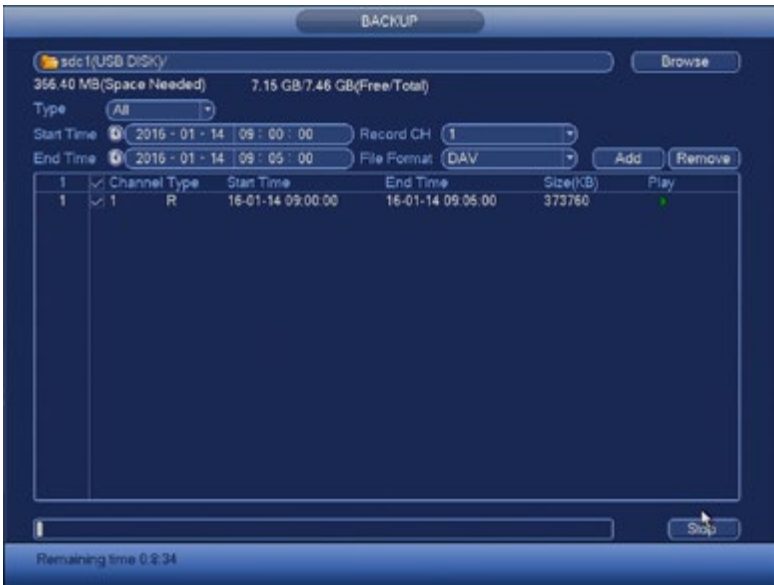 BACKUP
sdc1(USB DISK)/ Browse
356.40 MB(Space Needed) 7.15 GB/7.46 GB(Free/Total)
Type All
Start Time 2016 - 01 - 14 09 : 00 : 00 Record CH 1
End Time 2016 - 01 - 14 09 : 05 : 00 File Format DAV Add Remove
1 Channel Type Start Time End Time Size(KB) Play
1 1 R 16-01-14 09:00:00 16-01-14 09:05:00 373760
Stop
Remaining time 0:8:34